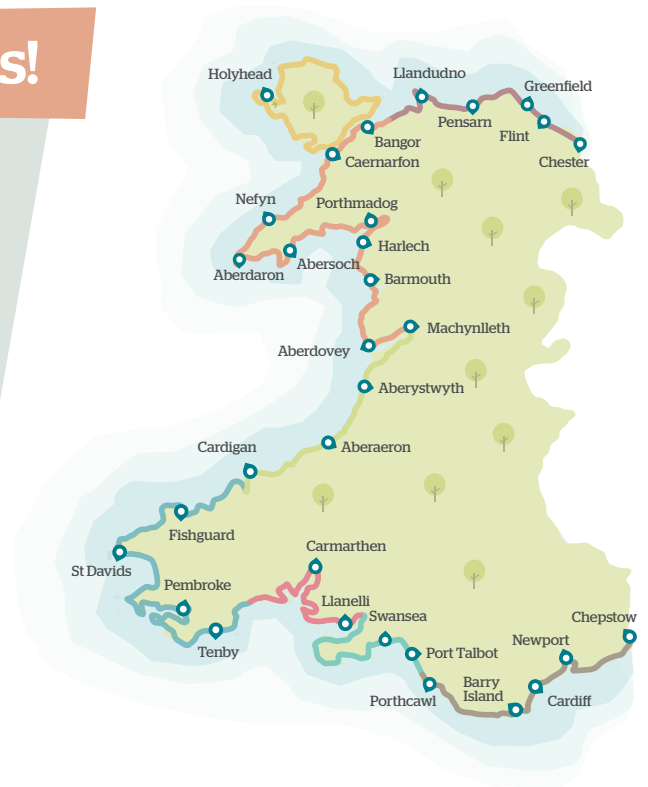 s!
Holyhead
Llandudno
Greenfield
Pensarn
Flint
Bangor
Chester
Caernarfon
Nefyn
Porthmadog
Harlech
Abersoch
Aberdaron
Barmouth
Machynlleth
Aberdovey
Aberystwyth
Cardigan
Aberaeron
Fishguard
Carmarthen
St Davids
Pembroke
Llanelli
Swansea
Chepstow
Newport
Tenby
Port Talbot
Barry
Island
Porthcawl
Cardiff